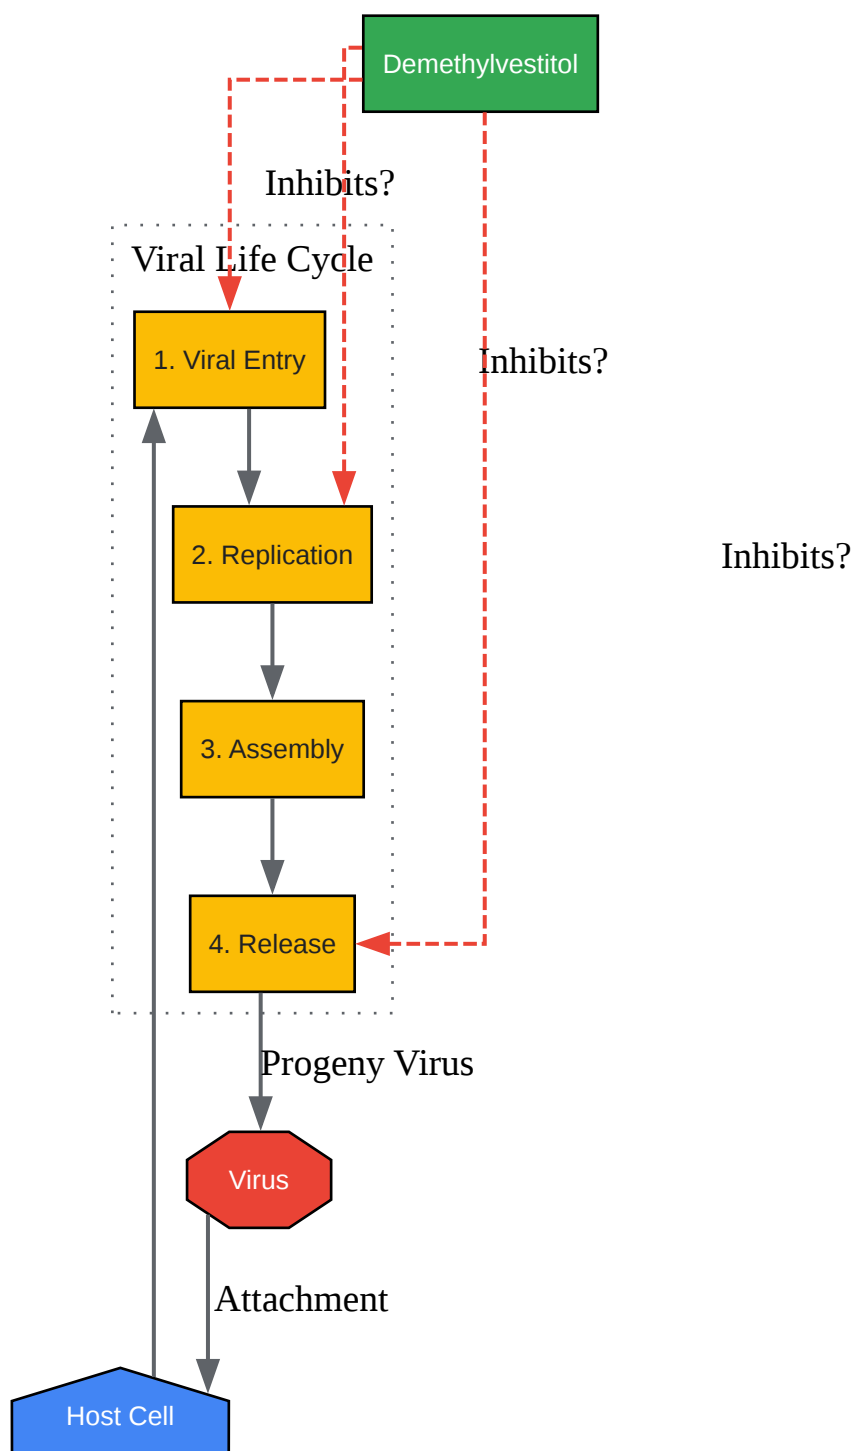 Demethylvestitol
Inhibits?
Viral Life Cycle
1. Viral Entry
Inhibits?
2. Replication
Inhibits?
3. Assembly
4. Release
Progeny Virus
Virus
Attachment
Host Cell